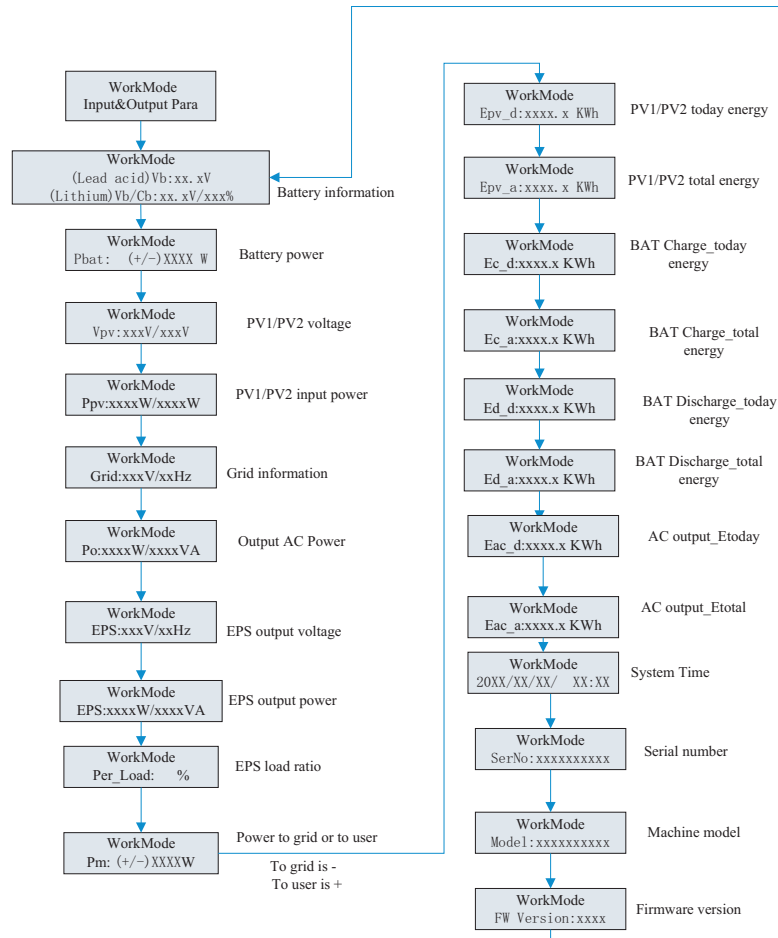 WorkMode
Input&Output Para
WorkMode
(Lead acid)Vb:xx.xV
(Lithium)Vb/Cb:xx.xV/xxx%
Battery information
WorkMode
Pbat: (+/-)XXXX W
Battery power
WorkMode
Vpv:xxxV/xxxV
PV1/PV2 voltage
WorkMode
Ppv:xxxxW/xxxxW
PV1/PV2 input power
WorkMode
Grid:xxxV/xxHz
Grid information
WorkMode
Po:xxxxW/xxxxVA
Output AC Power
WorkMode
EPS:xxxV/xxHz
EPS output voltage
WorkMode
EPS:xxxxW/xxxxVA
EPS output power
WorkMode
Per_Load: %
EPS load ratio
WorkMode
Pm: (+/-)XXXXW
Power to grid or to user
To grid is -
To user is +
WorkMode
Epv_d:xxxx.x KWh
PV1/PV2 today energy
WorkMode
Epv_a:xxxx.x KWh
PV1/PV2 total energy
WorkMode
Ec_d:xxxx.x KWh
BAT Charge_today
energy
WorkMode
Ec_a:xxxx.x KWh
BAT Charge_total
energy
WorkMode
Ed_d:xxxx.x KWh
BAT Discharge_today
energy
WorkMode
Ed_a:xxxx.x KWh
BAT Discharge_total
energy
WorkMode
Eac_d:xxxx.x KWh
AC output_Etoday
WorkMode
Eac_a:xxxx.x KWh
AC output_Etotal
WorkMode
20XX/XX/XX/ XX:XX
System Time
WorkMode
SerNo:xxxxxxxxxx
Serial number
WorkMode
Model:xxxxxxxxxx
Machine model
WorkMode
FW Version:xxxx
Firmware version